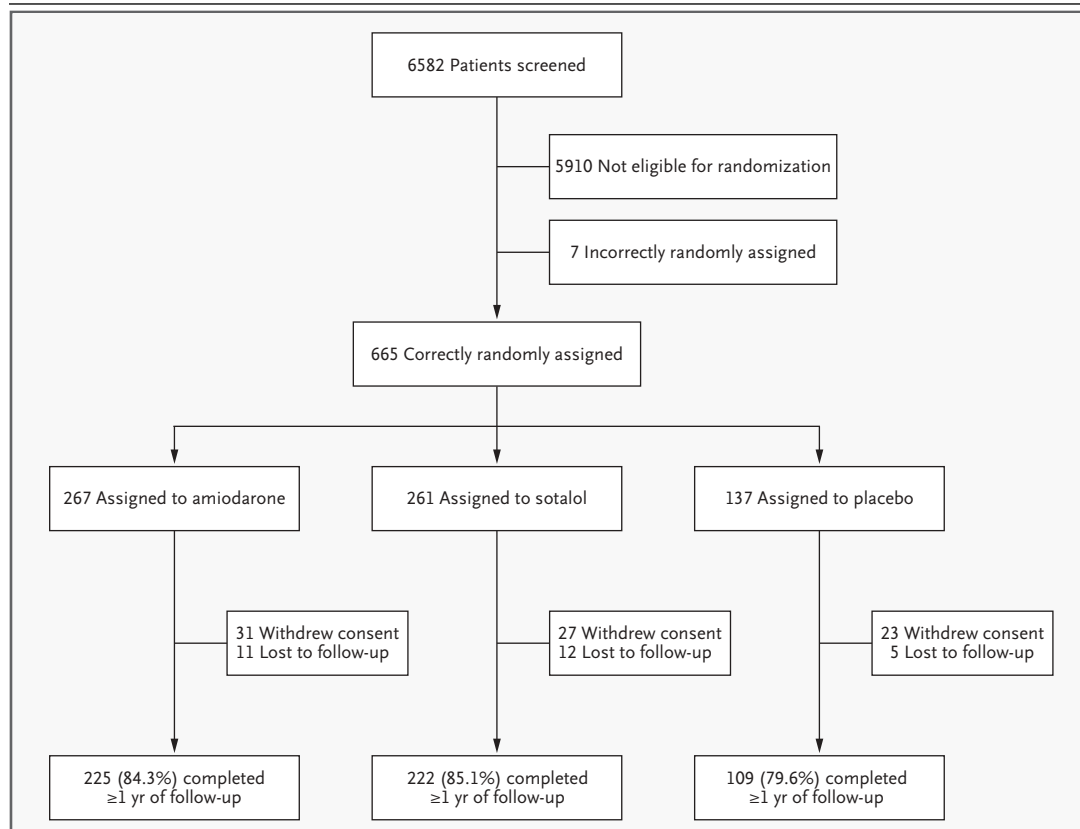 6582 Patients screened
5910 Not eligible for randomization
7 Incorrectly randomly assigned
665 Correctly randomly assigned
267 Assigned to amiodarone
261 Assigned to sotalol
137 Assigned to placebo
31 Withdrew consent
11 Lost to follow-up
27 Withdrew consent
12 Lost to follow-up
23 Withdrew consent
5 Lost to follow-up
225 (84.3%) completed
≥1 yr of follow-up
222 (85.1%) completed
≥1 yr of follow-up
109 (79.6%) completed
≥1 yr of follow-up